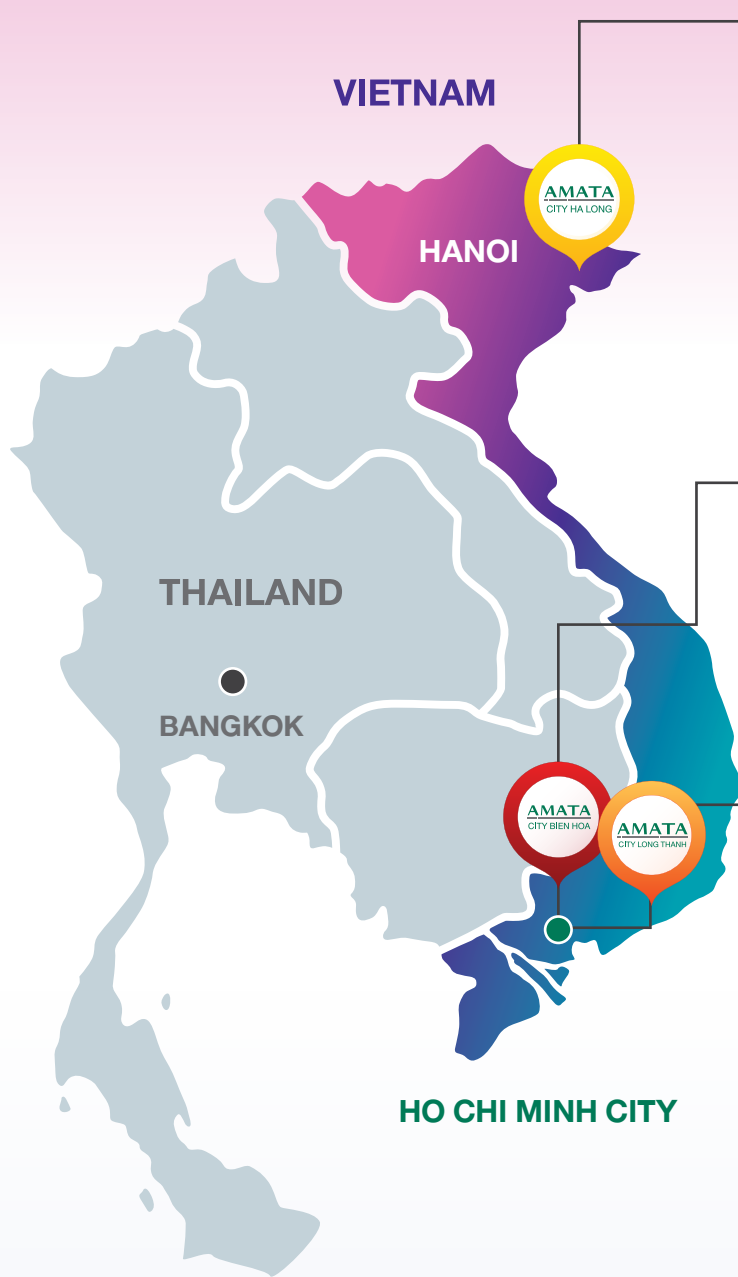 VIETNAM
AMATA
CITY HA LONG
HANOI
THAILAND
BANGKOK
AMATA
CITY BIEN HOA
AMATA
CITY LONG THANH
HO CHI MINH CITY